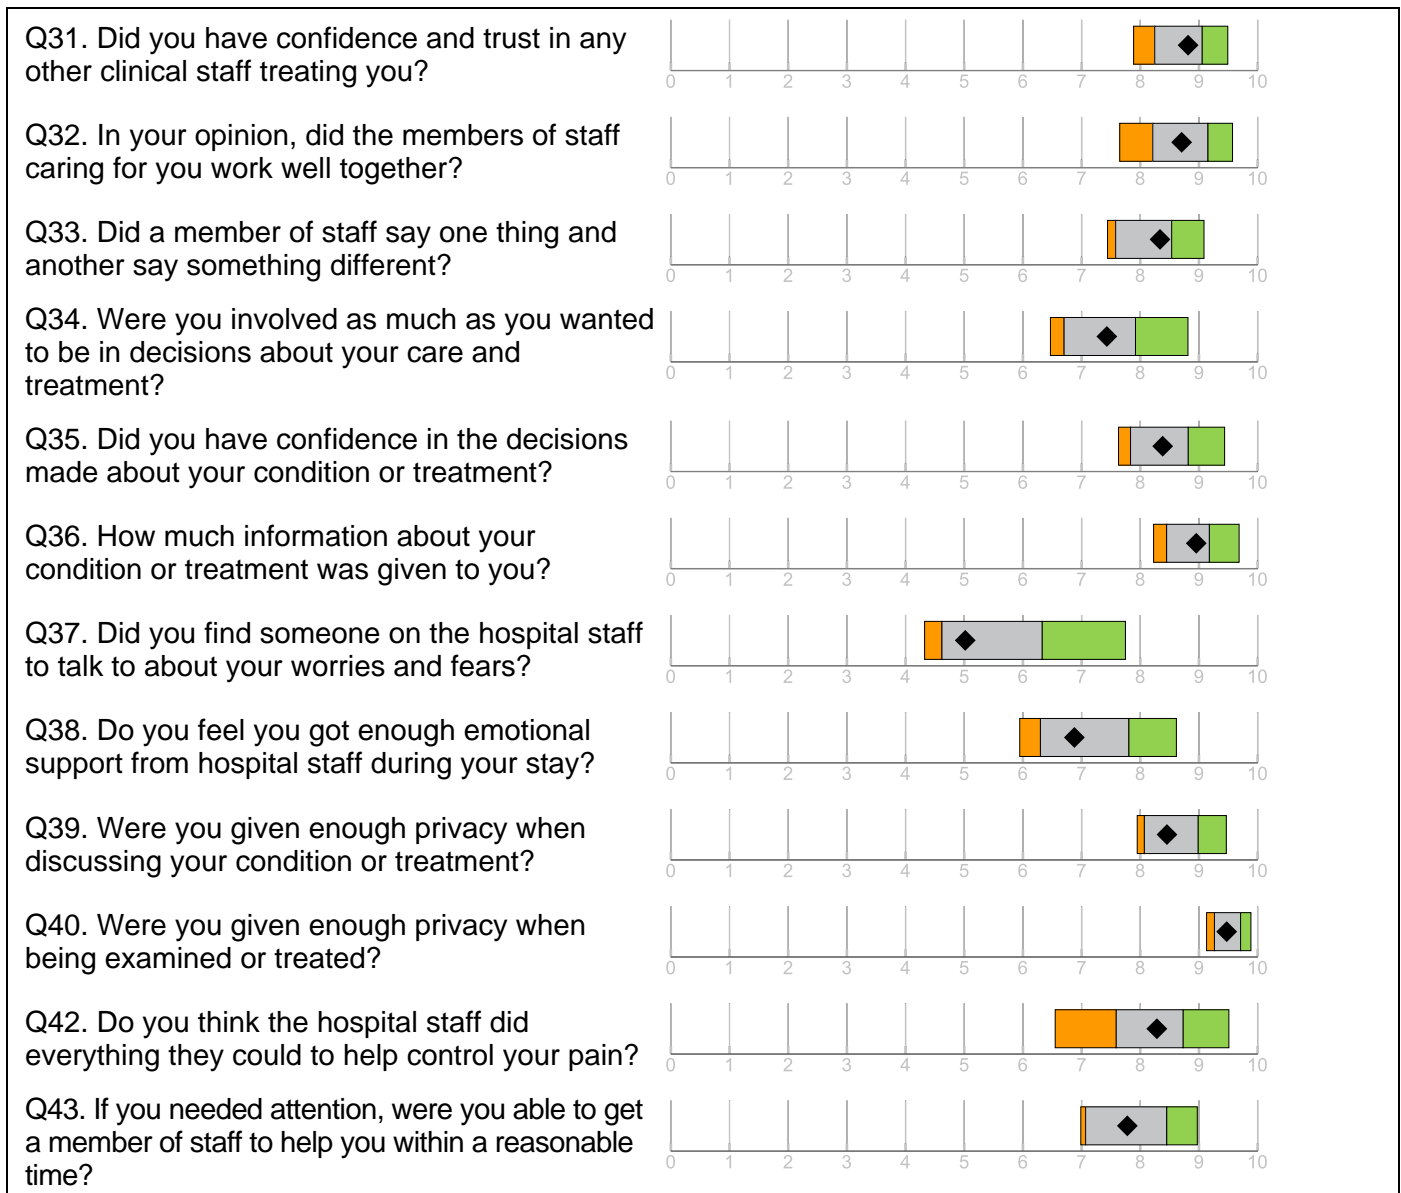 Q31. Did you have confidence and trust in any
other clinical staff treating you?
0 1 2 3 4 5 6 7 8 9 10
Q32. In your opinion, did the members of staff
caring for you work well together?
0 1 2 3 4 5 6 7 8 9 10
Q33. Did a member of staff say one thing and
another say something different?
0 1 2 3 4 5 6 7 8 9 10
Q34. Were you involved as much as you wanted
to be in decisions about your care and
treatment?
0 1 2 3 4 5 6 7 8 9 10
Q35. Did you have confidence in the decisions
made about your condition or treatment?
0 1 2 3 4 5 6 7 8 9 10
Q36. How much information about your
condition or treatment was given to you?
0 1 2 3 4 5 6 7 8 9 10
Q37. Did you find someone on the hospital staff
to talk to about your worries and fears?
0 1 2 3 4 5 6 7 8 9 10
Q38. Do you feel you got enough emotional
support from hospital staff during your stay?
0 1 2 3 4 5 6 7 8 9 10
Q39. Were you given enough privacy when
discussing your condition or treatment?
0 1 2 3 4 5 6 7 8 9 10
Q40. Were you given enough privacy when
being examined or treated?
0 1 2 3 4 5 6 7 8 9 10
Q42. Do you think the hospital staff did
everything they could to help control your pain?
0 1 2 3 4 5 6 7 8 9 10
Q43. If you needed attention, were you able to get
a member of staff to help you within a reasonable
time?
0 1 2 3 4 5 6 7 8 9 10